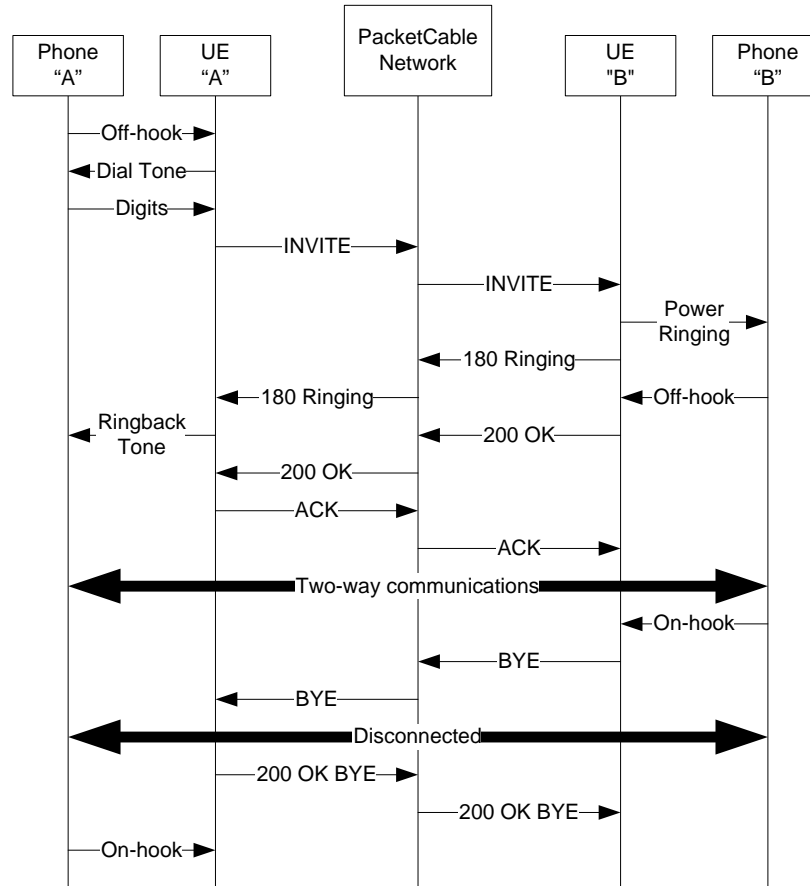 Phone
“A”
UE
“A”
PacketCable
Network
UE
"B"
Phone
“B”
Off-hook
Dial Tone
Digits
INVITE
INVITE
Power
Ringing
180 Ringing
180 Ringing
Off-hook
Ringback
Tone
200 OK
200 OK
ACK
ACK
Two-way communications
On-hook
BYE
BYE
Disconnected
200 OK BYE
200 OK BYE
On-hook